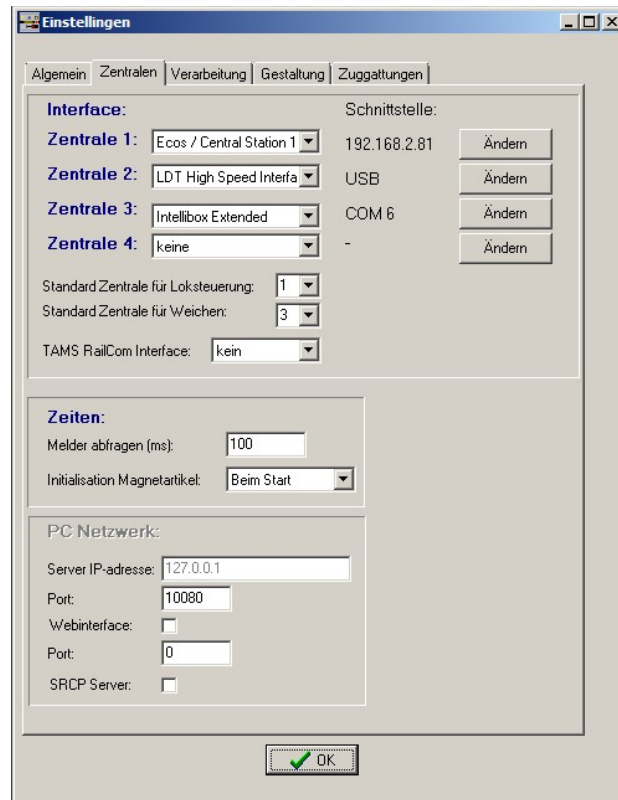 Einstellingen
Algemein Zentralen Verarbeitung Gestaltung Zuggattungen
Interface: Schnittstelle:
Zentrale 1: Ecos / Central Station 1 192.168.2.81 Ändern
Zentrale 2: LDT High Speed Interfa USB Ändern
Zentrale 3: Intellibox Extended COM 6 Ändern
Zentrale 4: keine - Ändern
Standard Zentrale für Loksteuerung: 1
Standard Zentrale für Weichen: 3
TAMS RailCom Interface: kein
Zeiten:
Melder abfragen (ms): 100
Initialisation Magnetartikel: Beim Start
PC Netzwerk:
Server IP-adresse: 127.0.0.1
Port: 10080
Webinterface:
Port: 0
SRCP Server:
OK